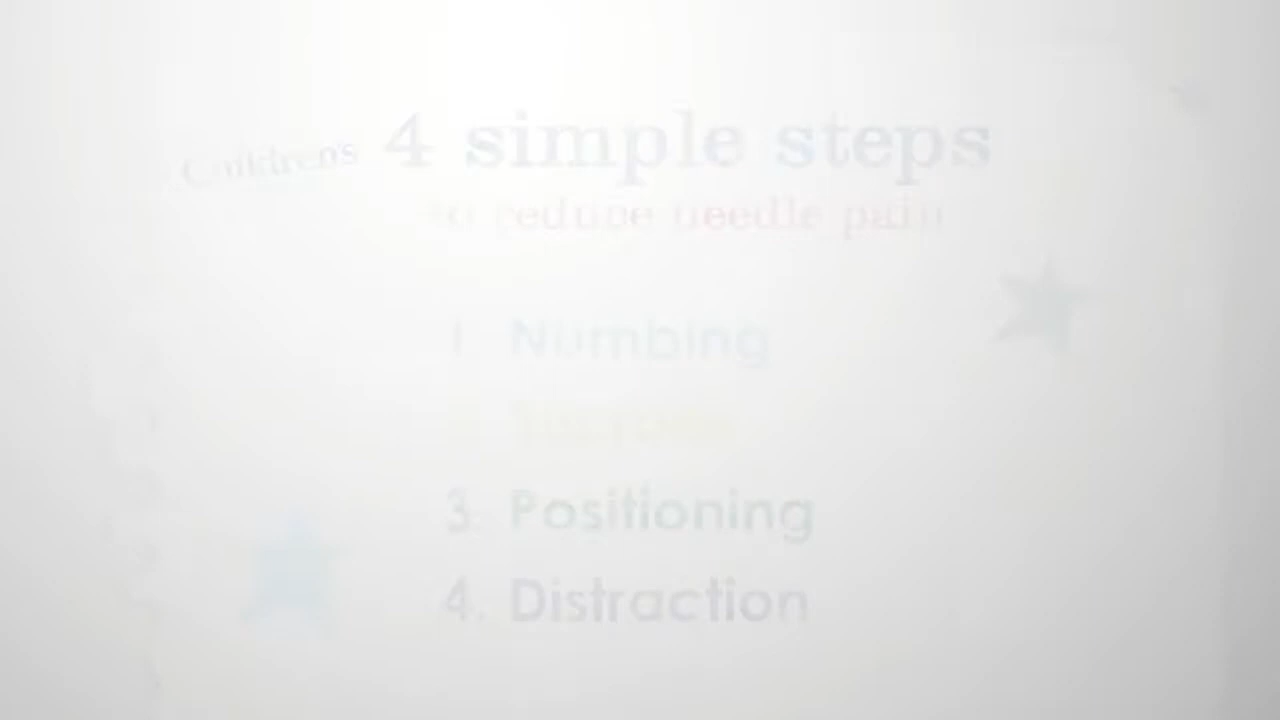 Children's 4 simple steps
to reduce needle pain
1. Numbing
3. Positioning
4. Distraction